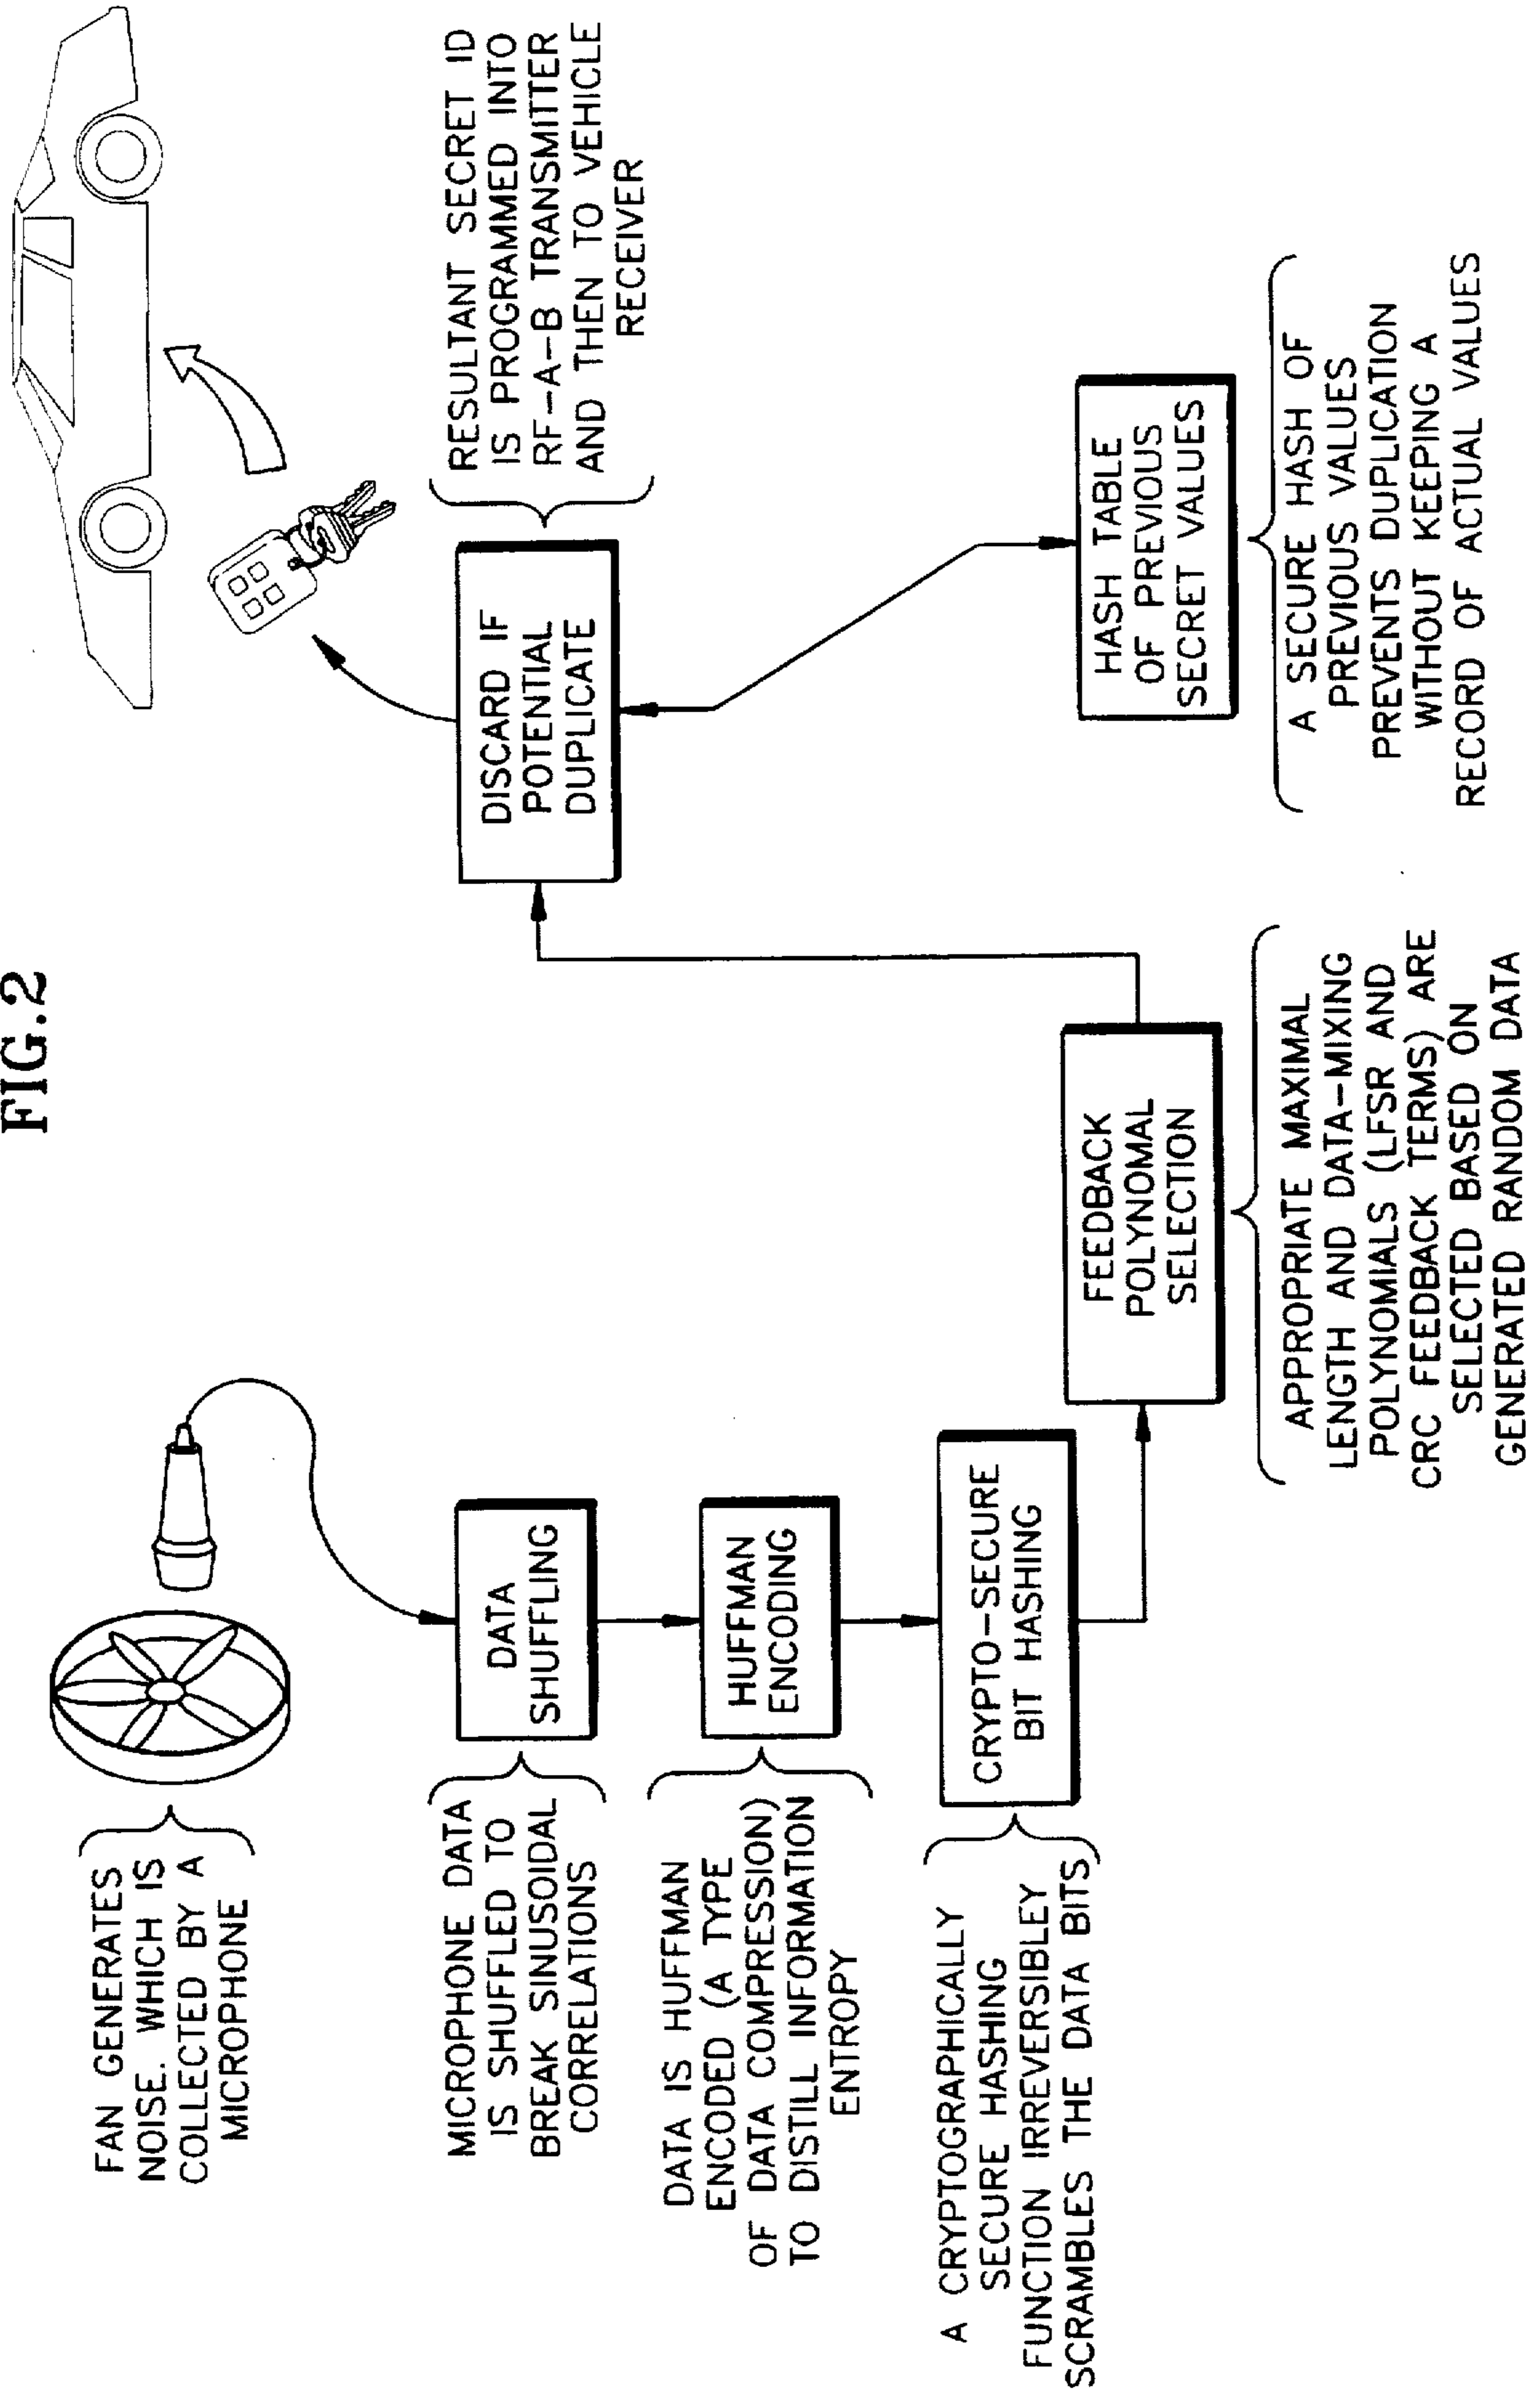 FIG.2
FAN GENERATES
NOISE. WHICH IS
COLLECTED BY A
MICROPHONE
MICROPHONE DATA
IS SHUFFLED TO
BREAK SINUSOIDAL
CORRELATIONS
DATA
SHUFFLING
DATA IS HUFFMAN
ENCODED (A TYPE
OF DATA COMPRESSION)
TO DISTILL INFORMATION
ENTROPY
HUFFMAN
ENCODING
A CRYPTOGRAPHICALLY
SECURE HASHING
FUNCTION IRREVERSIBLEY
SCRAMBLES THE DATA BITS
CRYPTO-SECURE
BIT HASHING
FEEDBACK
POLYNOMAL
SELECTION
APPROPRIATE MAXIMAL
LENGTH AND DATA-MIXING
POLYNOMIALS (LFSR AND
CRC FEEDBACK TERMS) ARE
SELECTED BASED ON
GENERATED RANDOM DATA
DISCARD IF
POTENTIAL
DUPLICATE
RESULTANT SECRET ID
IS PROGRAMMED INTO
RF-A-B TRANSMITTER
AND THEN TO VEHICLE
RECEIVER
HASH TABLE
OF PREVIOUS
SECRET VALUES
A SECURE HASH OF
PREVIOUS VALUES
PREVENTS DUPLICATION
WITHOUT KEEPING A
RECORD OF ACTUAL VALUES